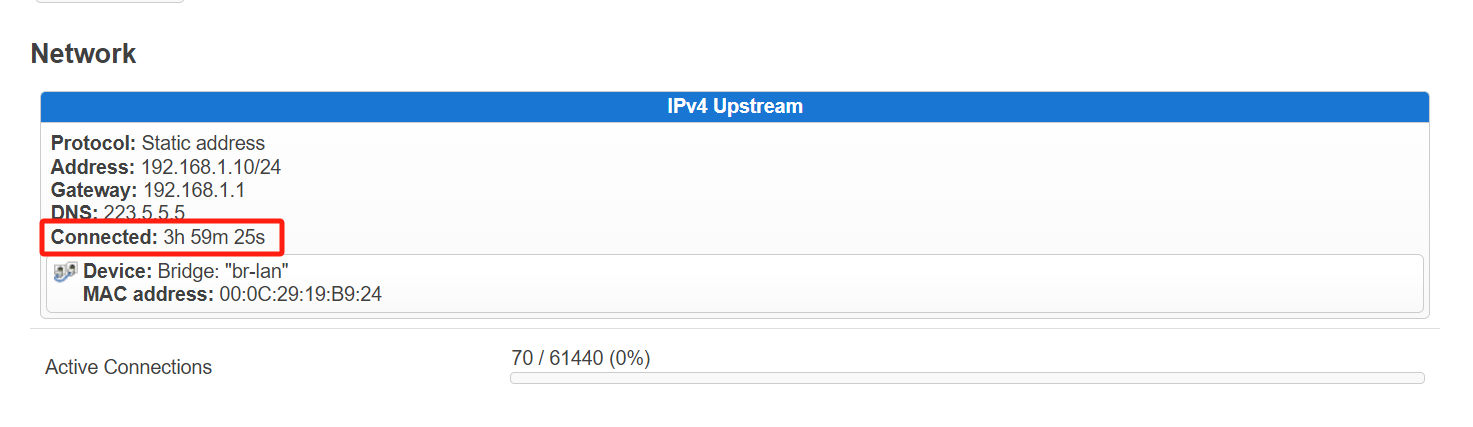 Network
IPv4 Upstream
Protocol: Static address
Address: 192.168.1.10/24
Gateway: 192.168.1.1
DNS: 223.5.5.5
Connected: 3h 59m 25s
Device: Bridge: "br-lan"
MAC address: 00:0C:29:19:B9:24
Active Connections
70 / 61440 (0%)